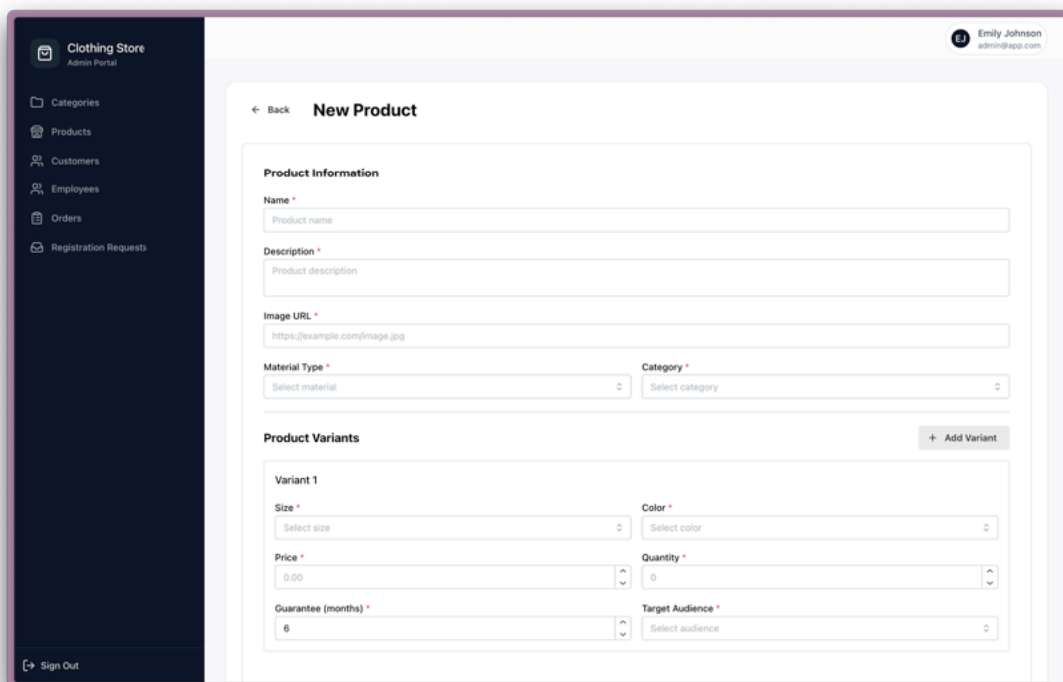 Clothing Store
Admin Portal
Categories
Products
Customers
Employees
Orders
Registration Requests
Sign Out
EJ
Emily Johnson
admin@app.com
← Back New Product
Product Information
Name *
Product name
Description *
Product description
Image URL *
https://example.com/image.jpg
Material Type * Category *
Select material Select category
Product Variants + Add Variant
Variant 1
Size * Color *
Select size Select color
Price * Quantity *
0.00 0
Guarantee (months) * Target Audience *
6 Select audience